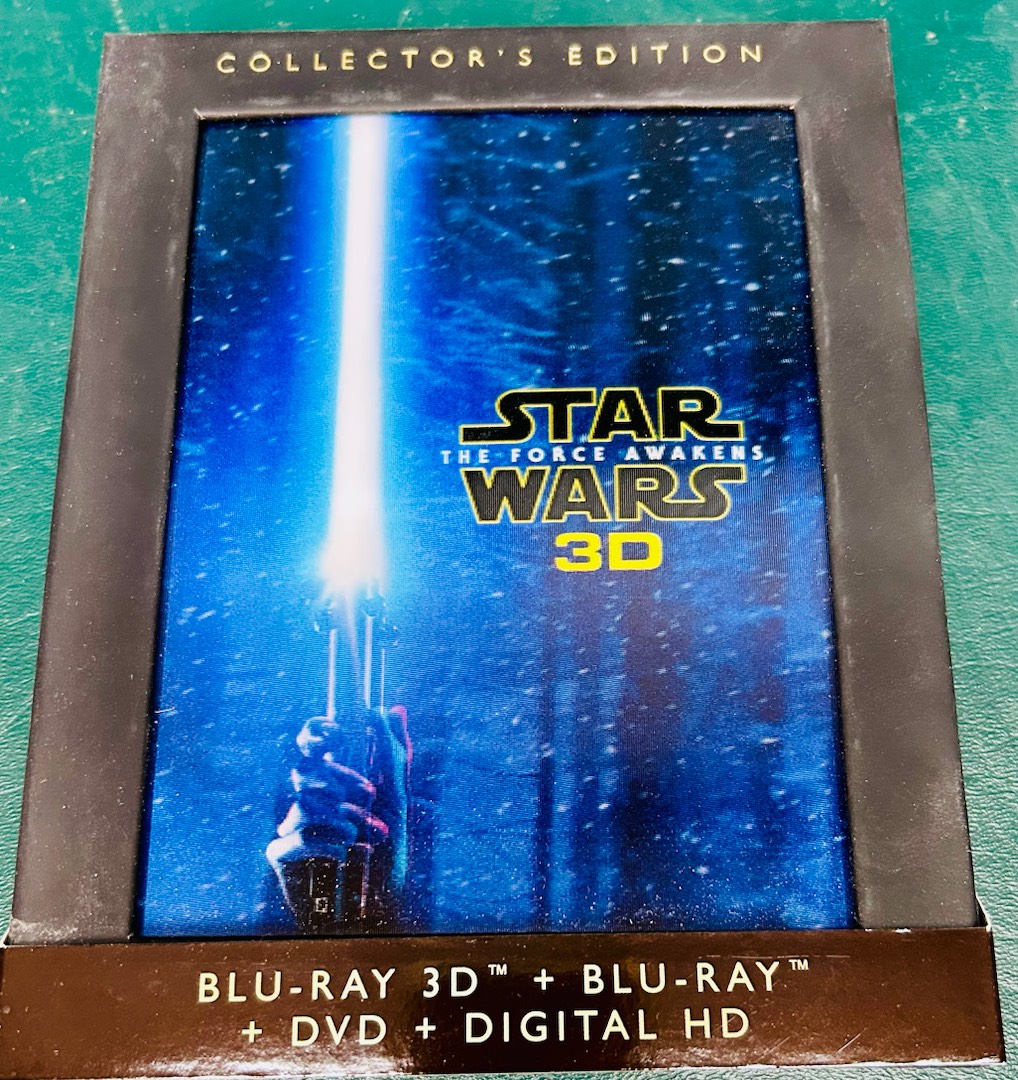 COLLECTOR'S EDITION
STAR
THE FORCE AWAKENS
WARS
3D
BLU-RAY 3D™ + BLU-RAY™
+ DVD + DIGITAL HD